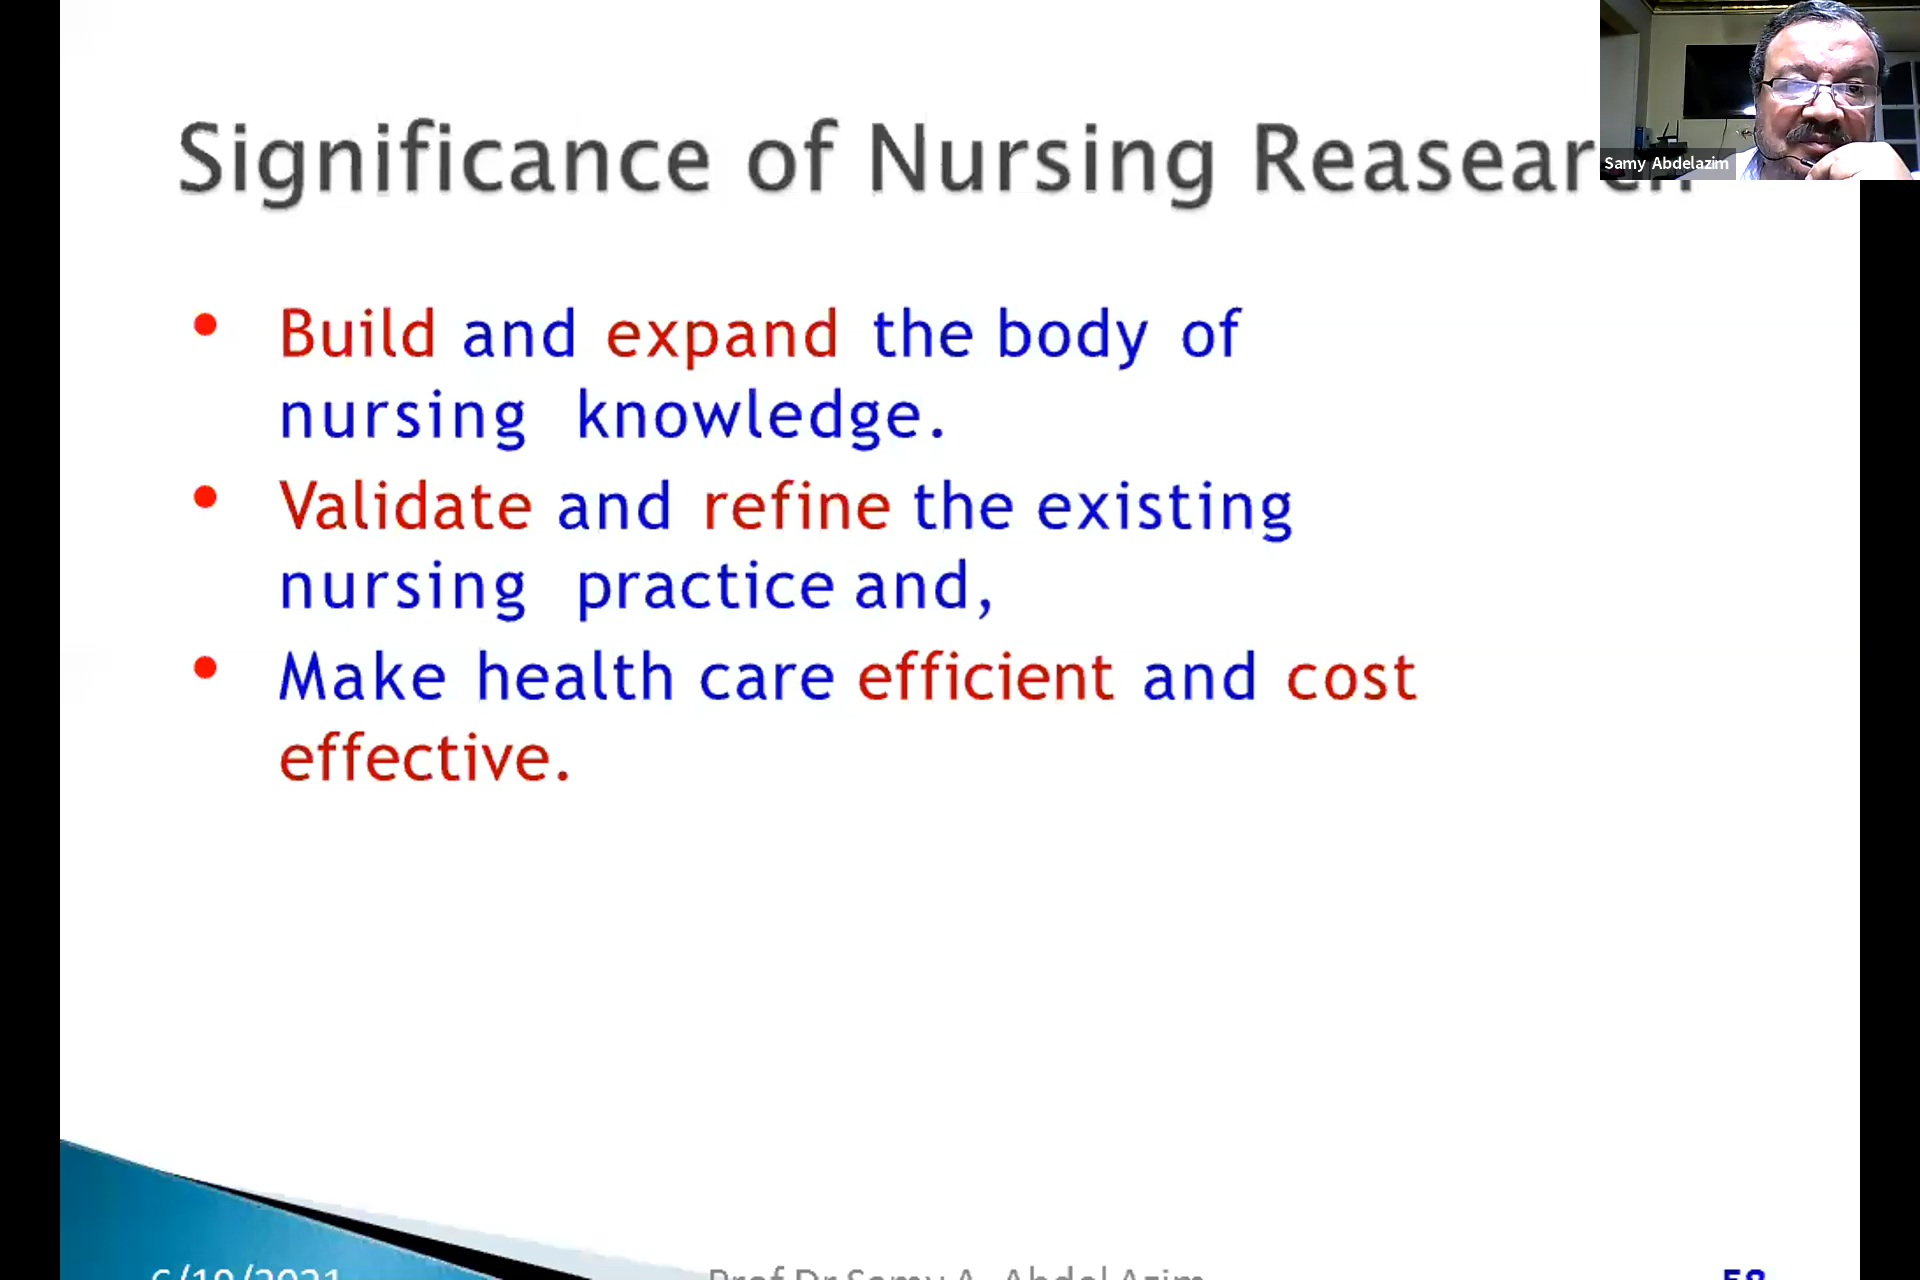 Significance of Nursing Reasearch
Samy Abdelazim
• Build and expand the body of
nursing knowledge.
• Validate and refine the existing
nursing practice and,
• Make health care efficient and cost
effective.
6/19/2021
Prof.Dr Samy A. Abdel Azim
58